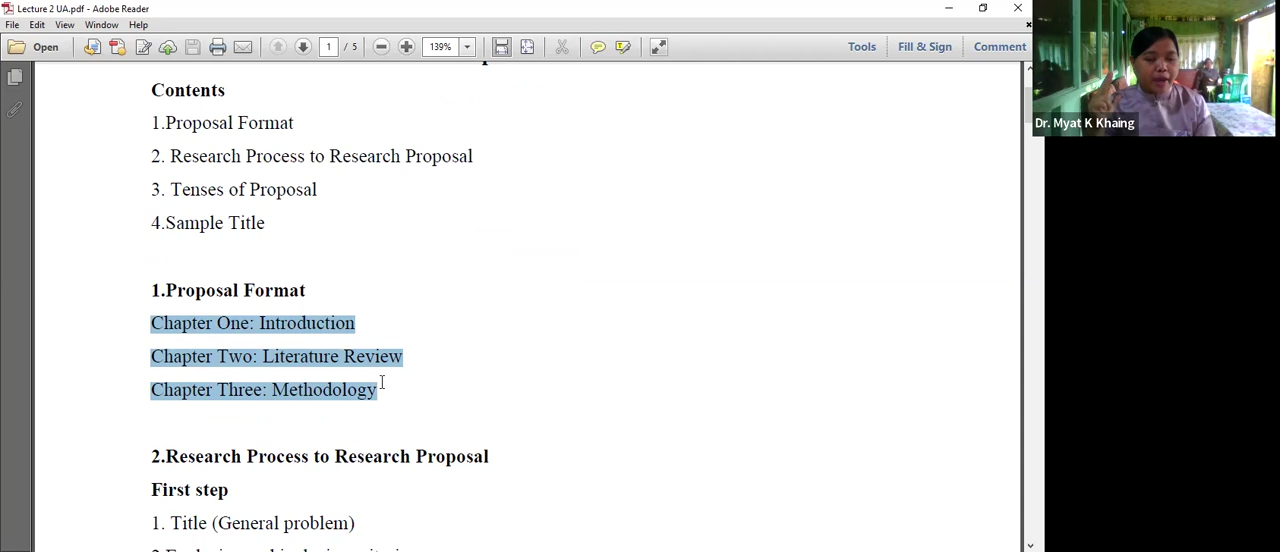 Lecture 2 UA.pdf - Adobe Reader
File Edit View Window Help
Open 1 / 5 139% Tools Fill & Sign Comment
Contents
1.Proposal Format
2. Research Process to Research Proposal
3. Tenses of Proposal
4.Sample Title
1.Proposal Format
Chapter One: Introduction
Chapter Two: Literature Review
Chapter Three: Methodology
2.Research Process to Research Proposal
First step
1. Title (General problem)
Dr. Myat K Khaing